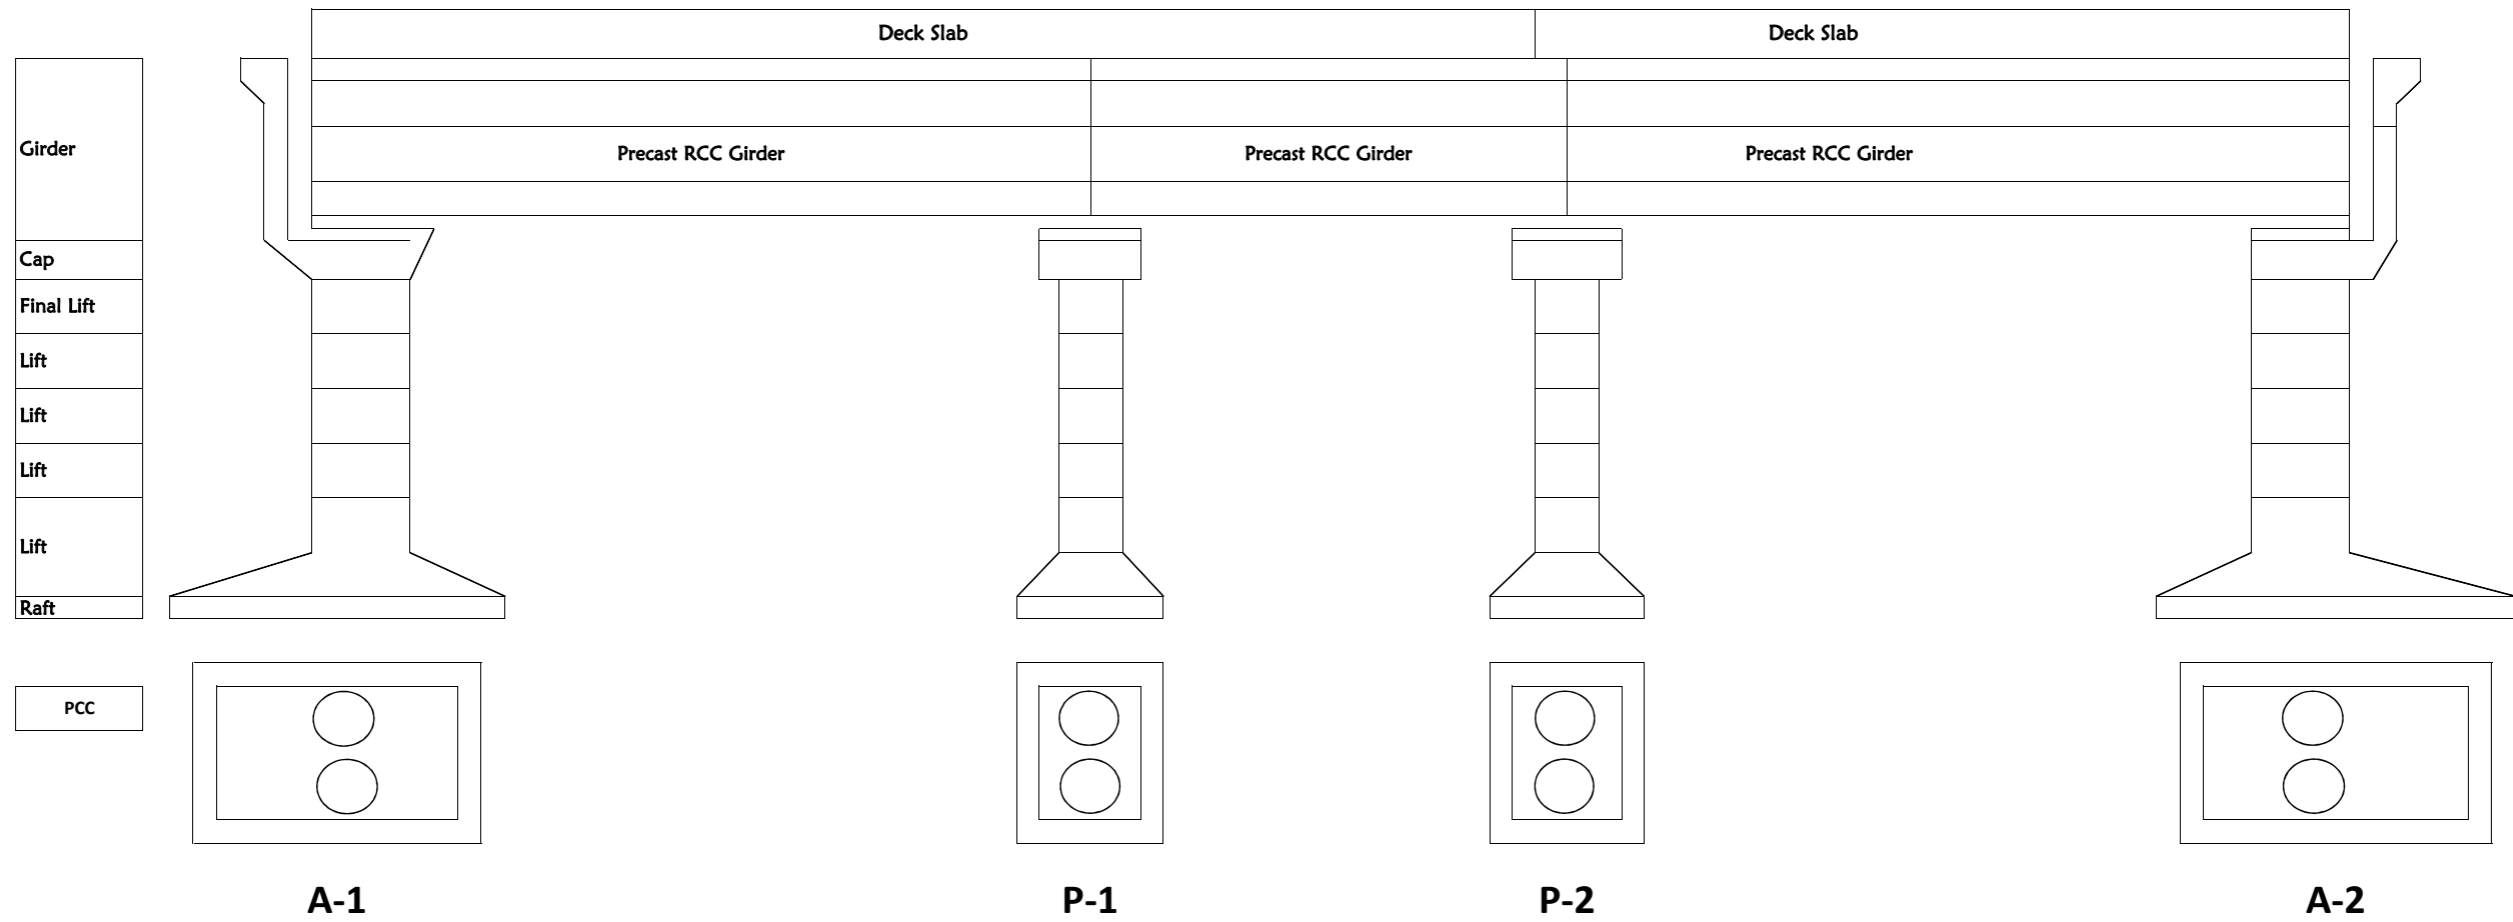 Deck Slab
Deck Slab
Girder
Precast RCC Girder
Precast RCC Girder
Precast RCC Girder
Cap
Final Lift
Lift
Lift
Lift
Lift
Raft
PCC
A-1
P-1
P-2
A-2